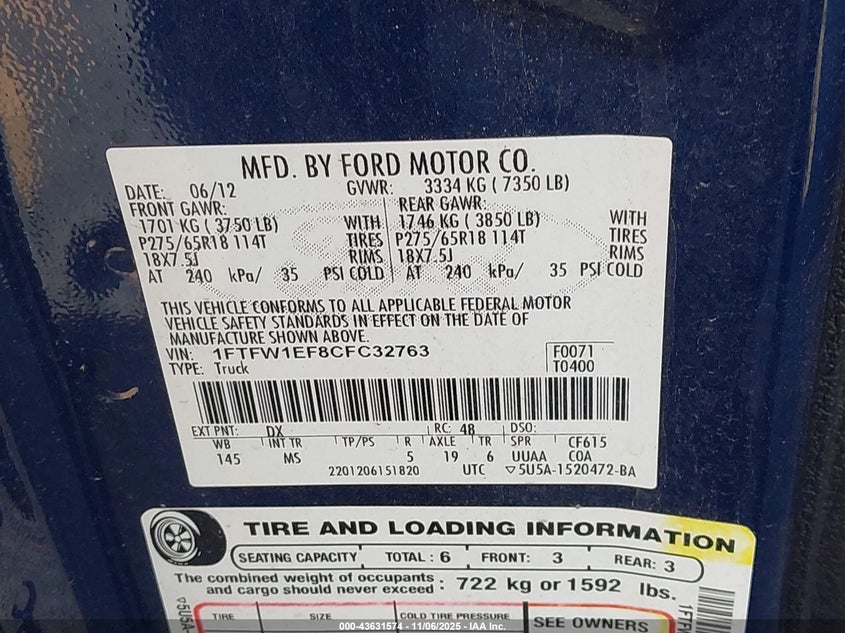 MFD. BY FORD MOTOR CO.
DATE: 06/12 GVWR: 3334 KG ( 7350 LB)
FRONT GAWR: REAR GAWR:
1701 KG ( 3750 LB) WITH 1746 KG ( 3850 LB) WITH
P275/65R18 114T TIRES P275/65R18 114T TIRES
18X7.5J RIMS 18X7.5J RIMS
AT 240 kPa/ 35 PSI COLD AT 240 kPa/ 35 PSI COLD
THIS VEHICLE CONFORMS TO ALL APPLICABLE FEDERAL MOTOR
VEHICLE SAFETY STANDARDS IN EFFECT ON THE DATE OF
MANUFACTURE SHOWN ABOVE.
VIN: 1FTFW1EF8CFC32763 F0071
TYPE: Truck T0400
EXT PNT: DX RC: 48 DSO:
WB INT TR TP/PS R AXLE TR SPR CF615
145 MS 5 19 6 UUAA COA
2201206151820 UTC ▽5U5A-1520472-BA
TIRE AND LOADING INFORMATION
SEATING CAPACITY TOTAL : 6 FRONT: 3 REAR: 3
The combined weight of occupants
and cargo should never exceed : 722 kg or 1592 lbs.
TIRE SIZE COLD TIRE PRESSURE SEE OWNERS
▽5U5A
000-43631574 - 11/06/2025 - IAA Inc.